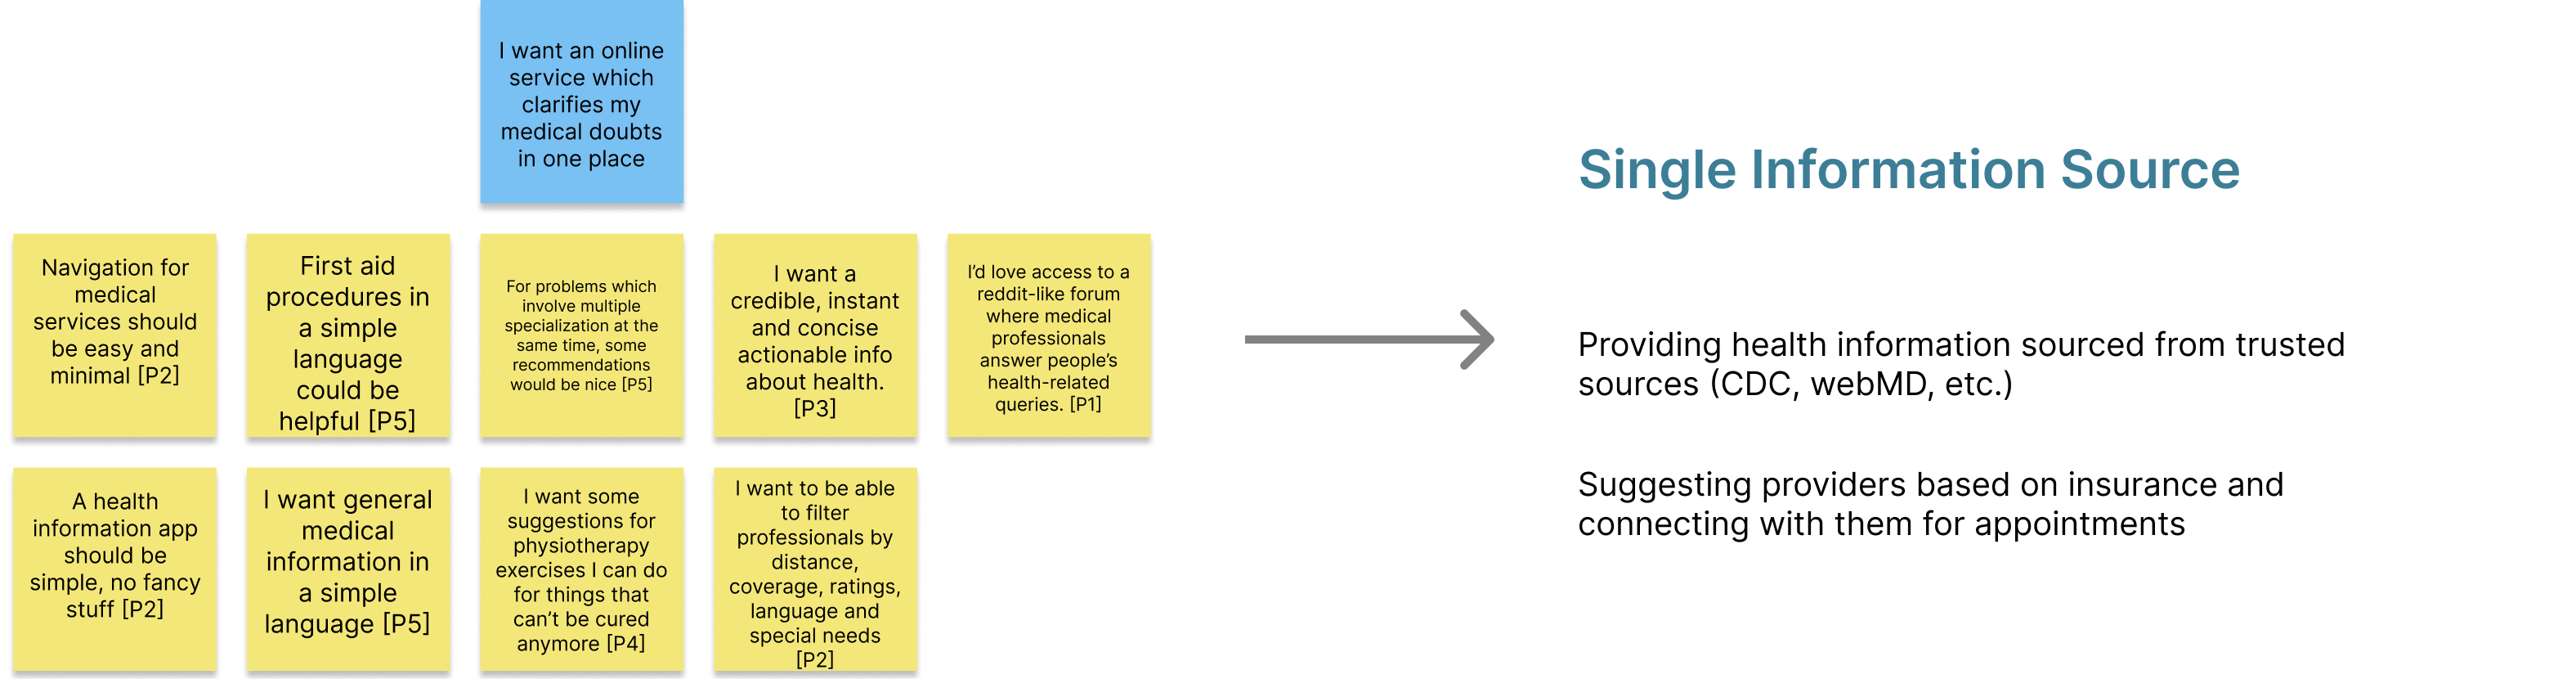 I want an online
service which
clarifies my
medical doubts
in one place
Navigation for
medical
services should
be easy and
minimal [P2]
First aid
procedures in
a simple
language
could be
helpful [P5]
For problems which
involve multiple
specialization at the
same time, some
recommendations
would be nice [P5]
I want a
credible, instant
and concise
actionable info
about health.
[P3]
I’d love access to a
reddit-like forum
where medical
professionals
answer people’s
health-related
queries. [P1]
A health
information app
should be
simple, no fancy
stuff [P2]
I want general
medical
information in
a simple
language [P5]
I want some
suggestions for
physiotherapy
exercises I can do
for things that
can’t be cured
anymore [P4]
I want to be able
to filter
professionals by
distance,
coverage, ratings,
language and
special needs
[P2]
Single Information Source
Providing health information sourced from trusted
sources (CDC, webMD, etc.)
Suggesting providers based on insurance and
connecting with them for appointments